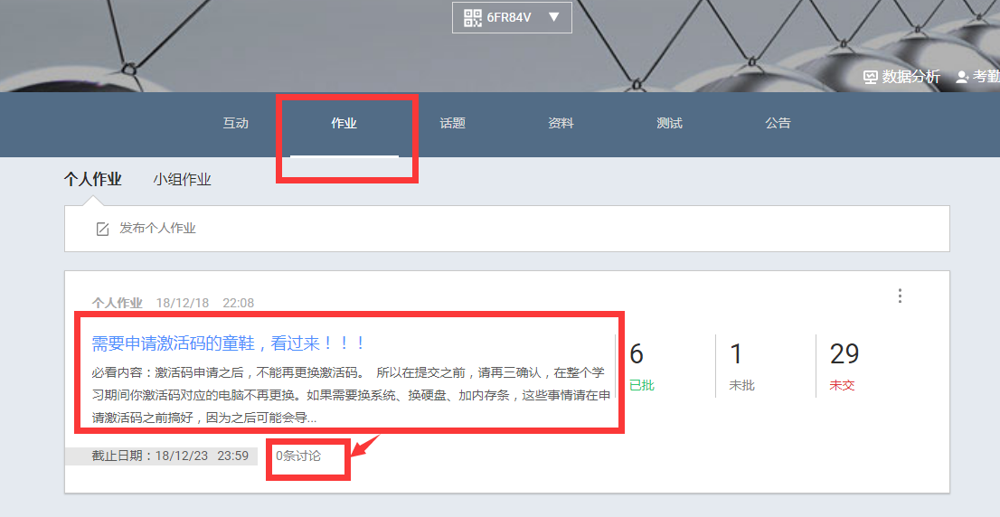 6FR84V
数据分析 考勤
互动 作业 话题 资料 测试 公告
个人作业 小组作业
发布个人作业
个人作业 18/12/18 22:08
需要申请激活码的童鞋，看过来！！！
必看内容：激活码申请之后，不能再更换激活码。 所以在提交之前，请再三确认，在整个学
习期间你激活码对应的电脑不再更换。如果需要换系统、换硬盘、加内存条，这些事情请在申
请激活码之前搞好，因为之后可能会导...
6 1 29
已批 未批 未交
截止日期：18/12/23 23:59 0条讨论